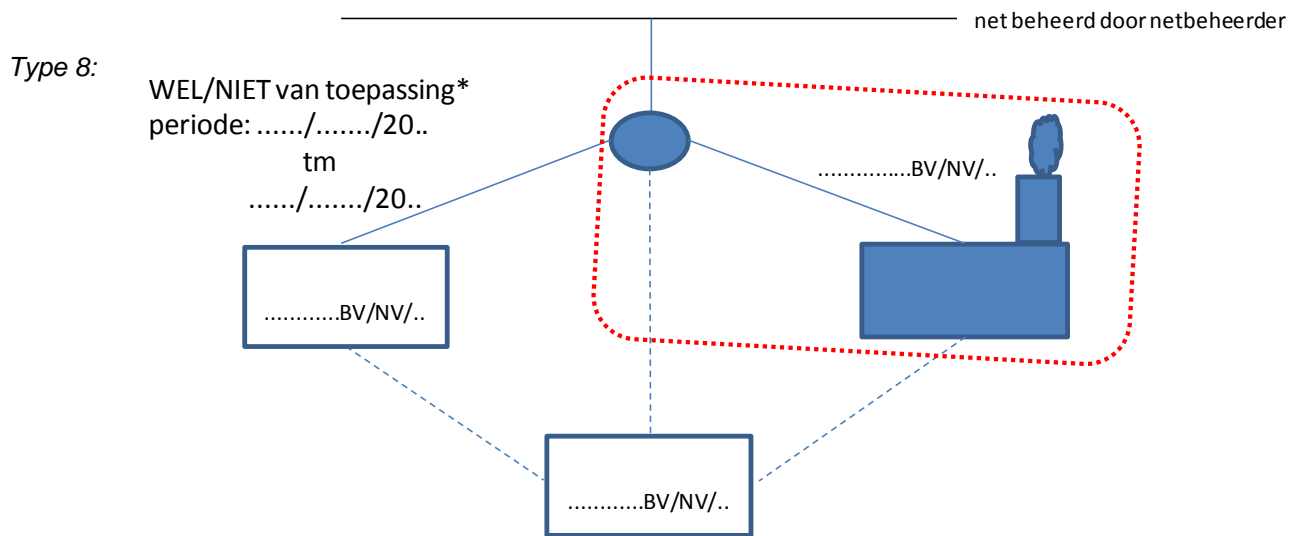 net beheerd door netbeheerder
Type 8:
WEL/NIET van toepassing*
periode: ....../......./20..
tm
....../......./20..
..............BV/NV/..
............BV/NV/..
............BV/NV/..